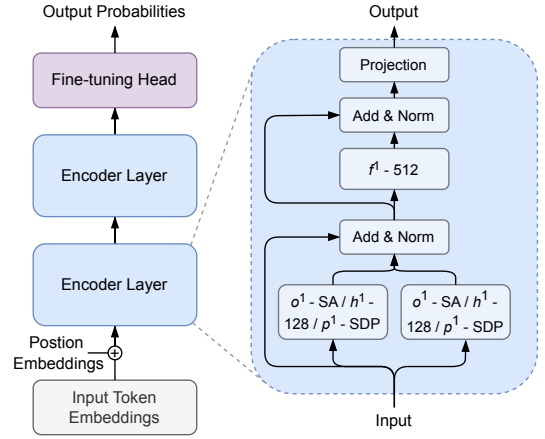 Output Probabilities
Fine-tuning Head
Encoder Layer
Encoder Layer
Postion
Embeddings
Input Token
Embeddings
Output
Projection
Add & Norm
f¹ - 512
Add & Norm
o¹ - SA / h¹ -
128 / p¹ - SDP
o¹ - SA / h¹ -
128 / p¹ - SDP
Input